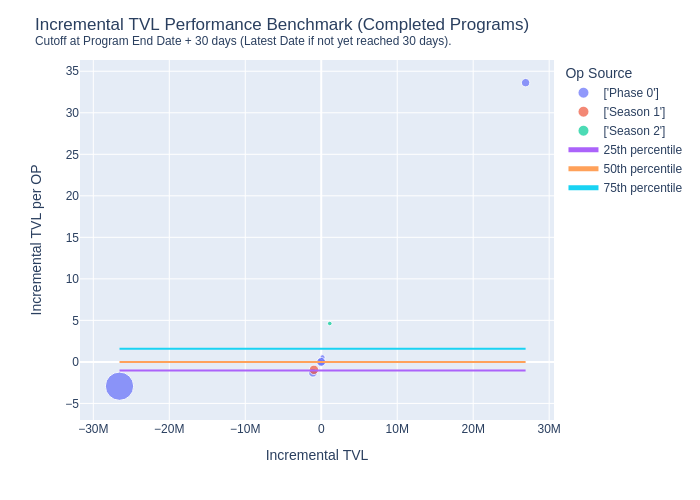 Incremental TVL Performance Benchmark (Completed Programs)
Cutoff at Program End Date + 30 days (Latest Date if not yet reached 30 days).
Op Source
['Phase 0']
['Season 1']
['Season 2']
25th percentile
50th percentile
75th percentile
Incremental TVL per OP
35
30
25
20
15
10
5
0
−5
−30M −20M −10M 0 10M 20M 30M
Incremental TVL